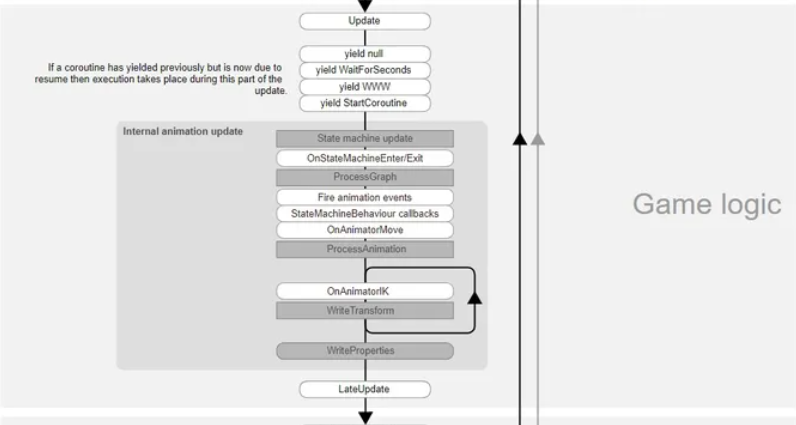 Update
yield null
If a coroutine has yielded previously but is now due to
resume then execution takes place during this part of the
update.
yield WaitForSeconds
yield WWW
yield StartCoroutine
Internal animation update
State machine update
OnStateMachineEnter/Exit
ProcessGraph
Fire animation events
StateMachineBehaviour callbacks
OnAnimatorMove
ProcessAnimation
OnAnimatorIK
WriteTransform
WriteProperties
LateUpdate
Game logic